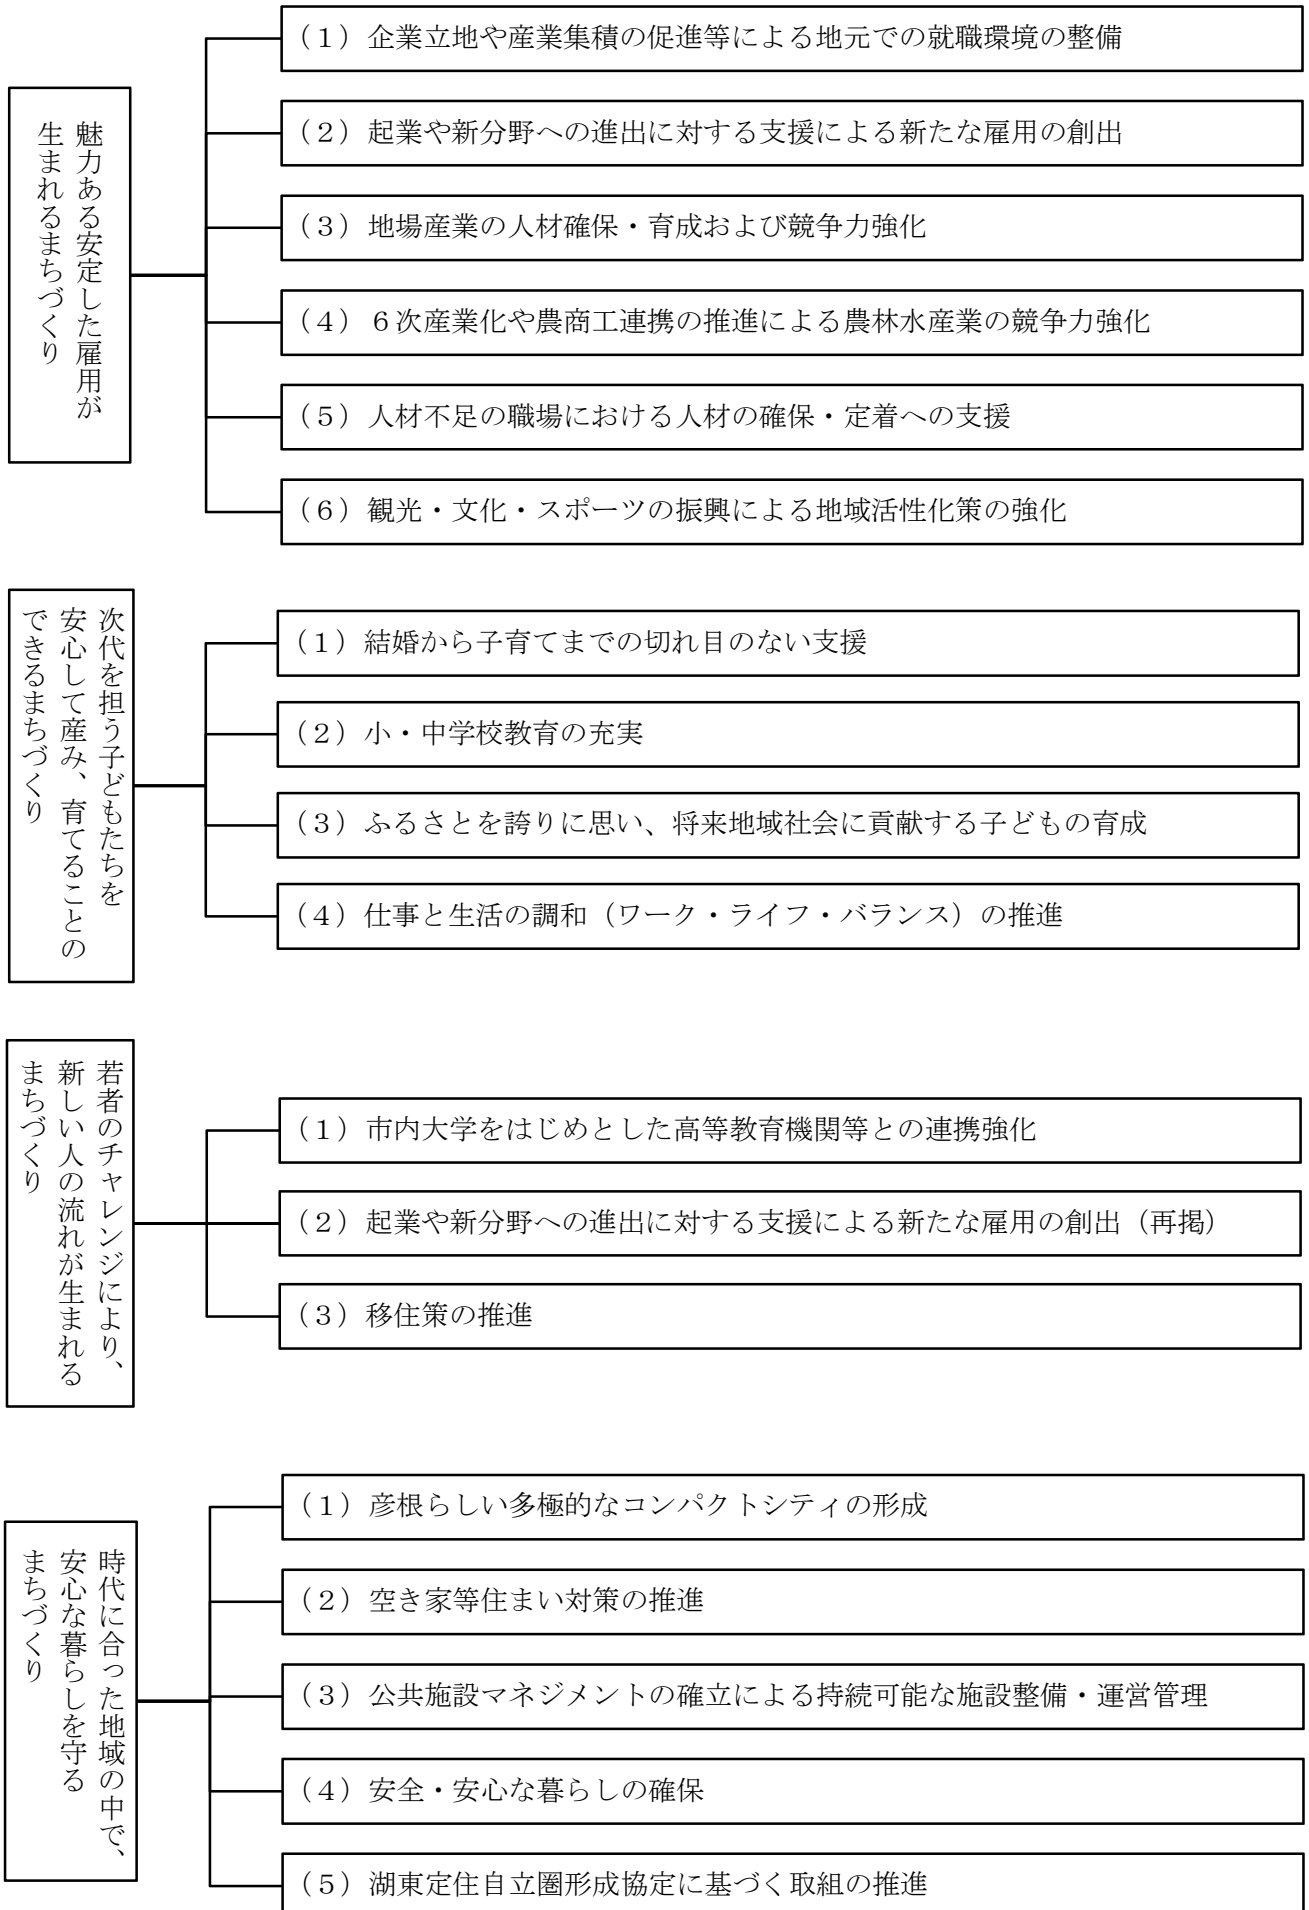 魅力ある安定した雇用が
生まれるまちづくり
（１）企業立地や産業集積の促進等による地元での就職環境の整備
（２）起業や新分野への進出に対する支援による新たな雇用の創出
（３）地場産業の人材確保・育成および競争力強化
（４）６次産業化や農商工連携の推進による農林水産業の競争力強化
（５）人材不足の職場における人材の確保・定着への支援
（６）観光・文化・スポーツの振興による地域活性化策の強化
次代を担う子どもたちを
安心して産み、育てることの
できるまちづくり
（１）結婚から子育てまでの切れ目のない支援
（２）小・中学校教育の充実
（３）ふるさとを誇りに思い、将来地域社会に貢献する子どもの育成
（４）仕事と生活の調和（ワーク・ライフ・バランス）の推進
若者のチャレンジにより、
新しい人の流れが生まれる
まちづくり
（１）市内大学をはじめとした高等教育機関等との連携強化
（２）起業や新分野への進出に対する支援による新たな雇用の創出（再掲）
（３）移住策の推進
時代に合った地域の中で、
安心な暮らしを守る
まちづくり
（１）彦根らしい多極的なコンパクトシティの形成
（２）空き家等住まい対策の推進
（３）公共施設マネジメントの確立による持続可能な施設整備・運営管理
（４）安全・安心な暮らしの確保
（５）湖東定住自立圏形成協定に基づく取組の推進